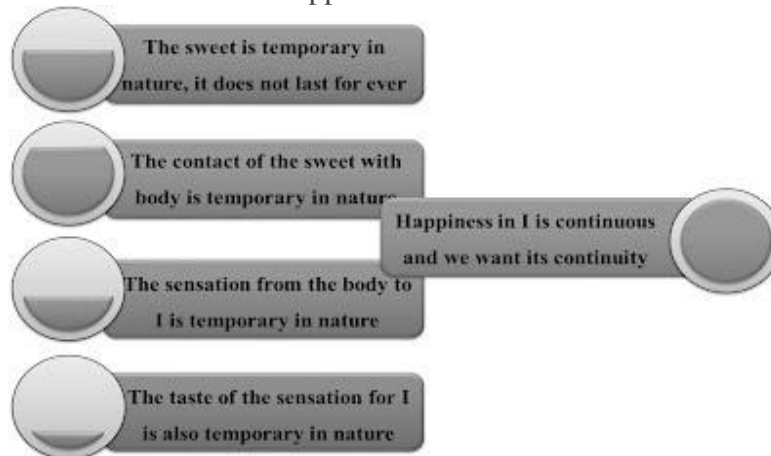 The sweet is temporary in
nature, it does not last for ever
The contact of the sweet with
body is temporary in nature
The sensation from the body to
I is temporary in nature
The taste of the sensation for I
is also temporary in nature
Happiness in I is continuous
and we want its continuity